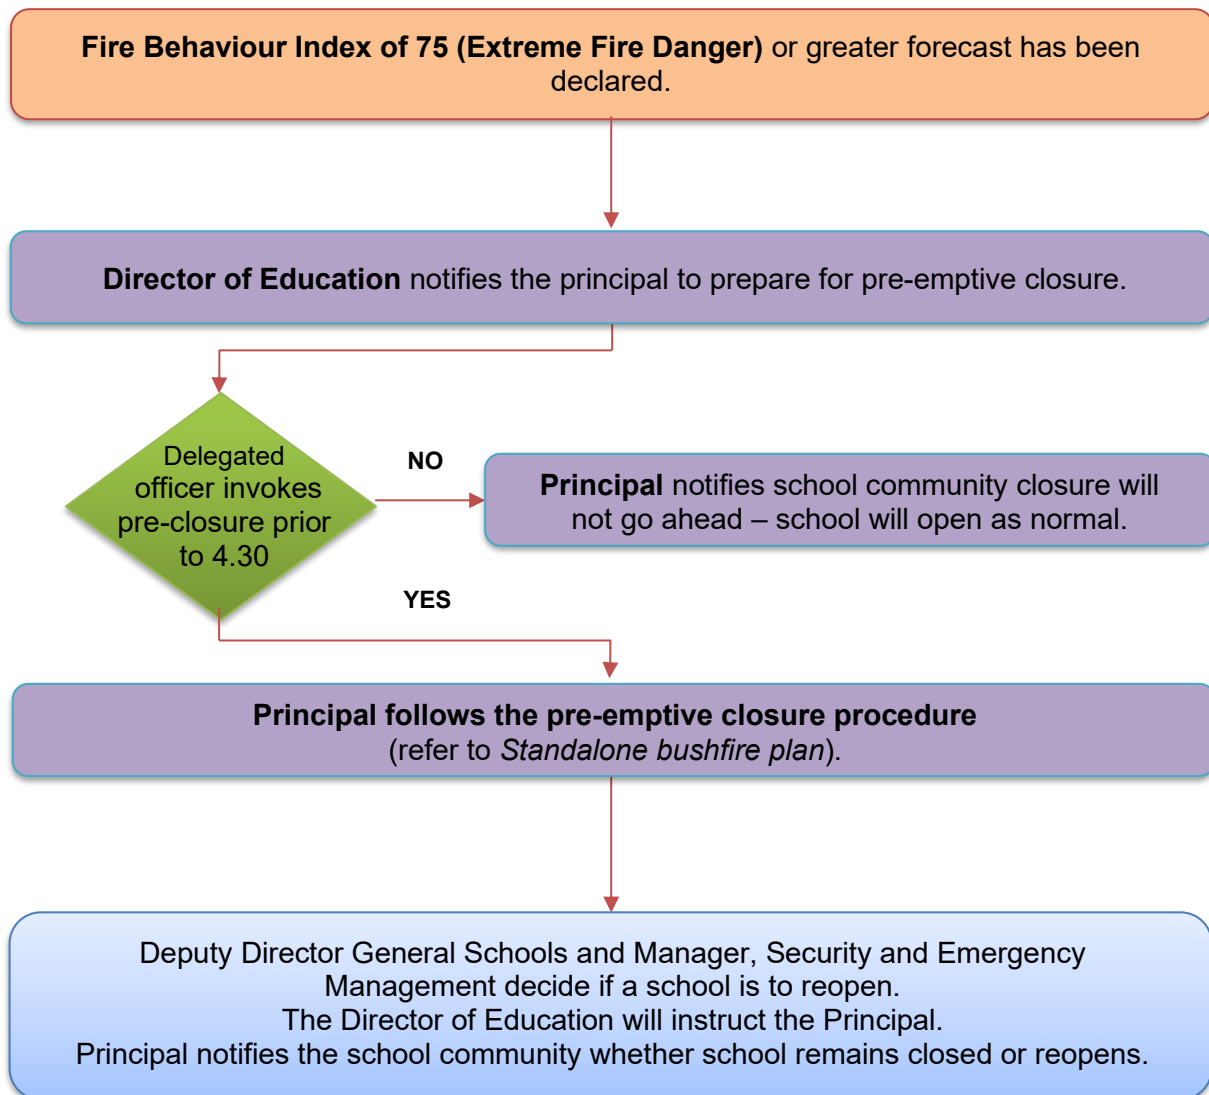 Fire Behaviour Index of 75 (Extreme Fire Danger) or greater forecast has been
declared.
Director of Education notifies the principal to prepare for pre-emptive closure.
Delegated
officer invokes
pre-closure prior
to 4.30
NO
Principal notifies school community closure will
not go ahead – school will open as normal.
YES
Principal follows the pre-emptive closure procedure
(refer to Standalone bushfire plan).
Deputy Director General Schools and Manager, Security and Emergency
Management decide if a school is to reopen.
The Director of Education will instruct the Principal.
Principal notifies the school community whether school remains closed or reopens.